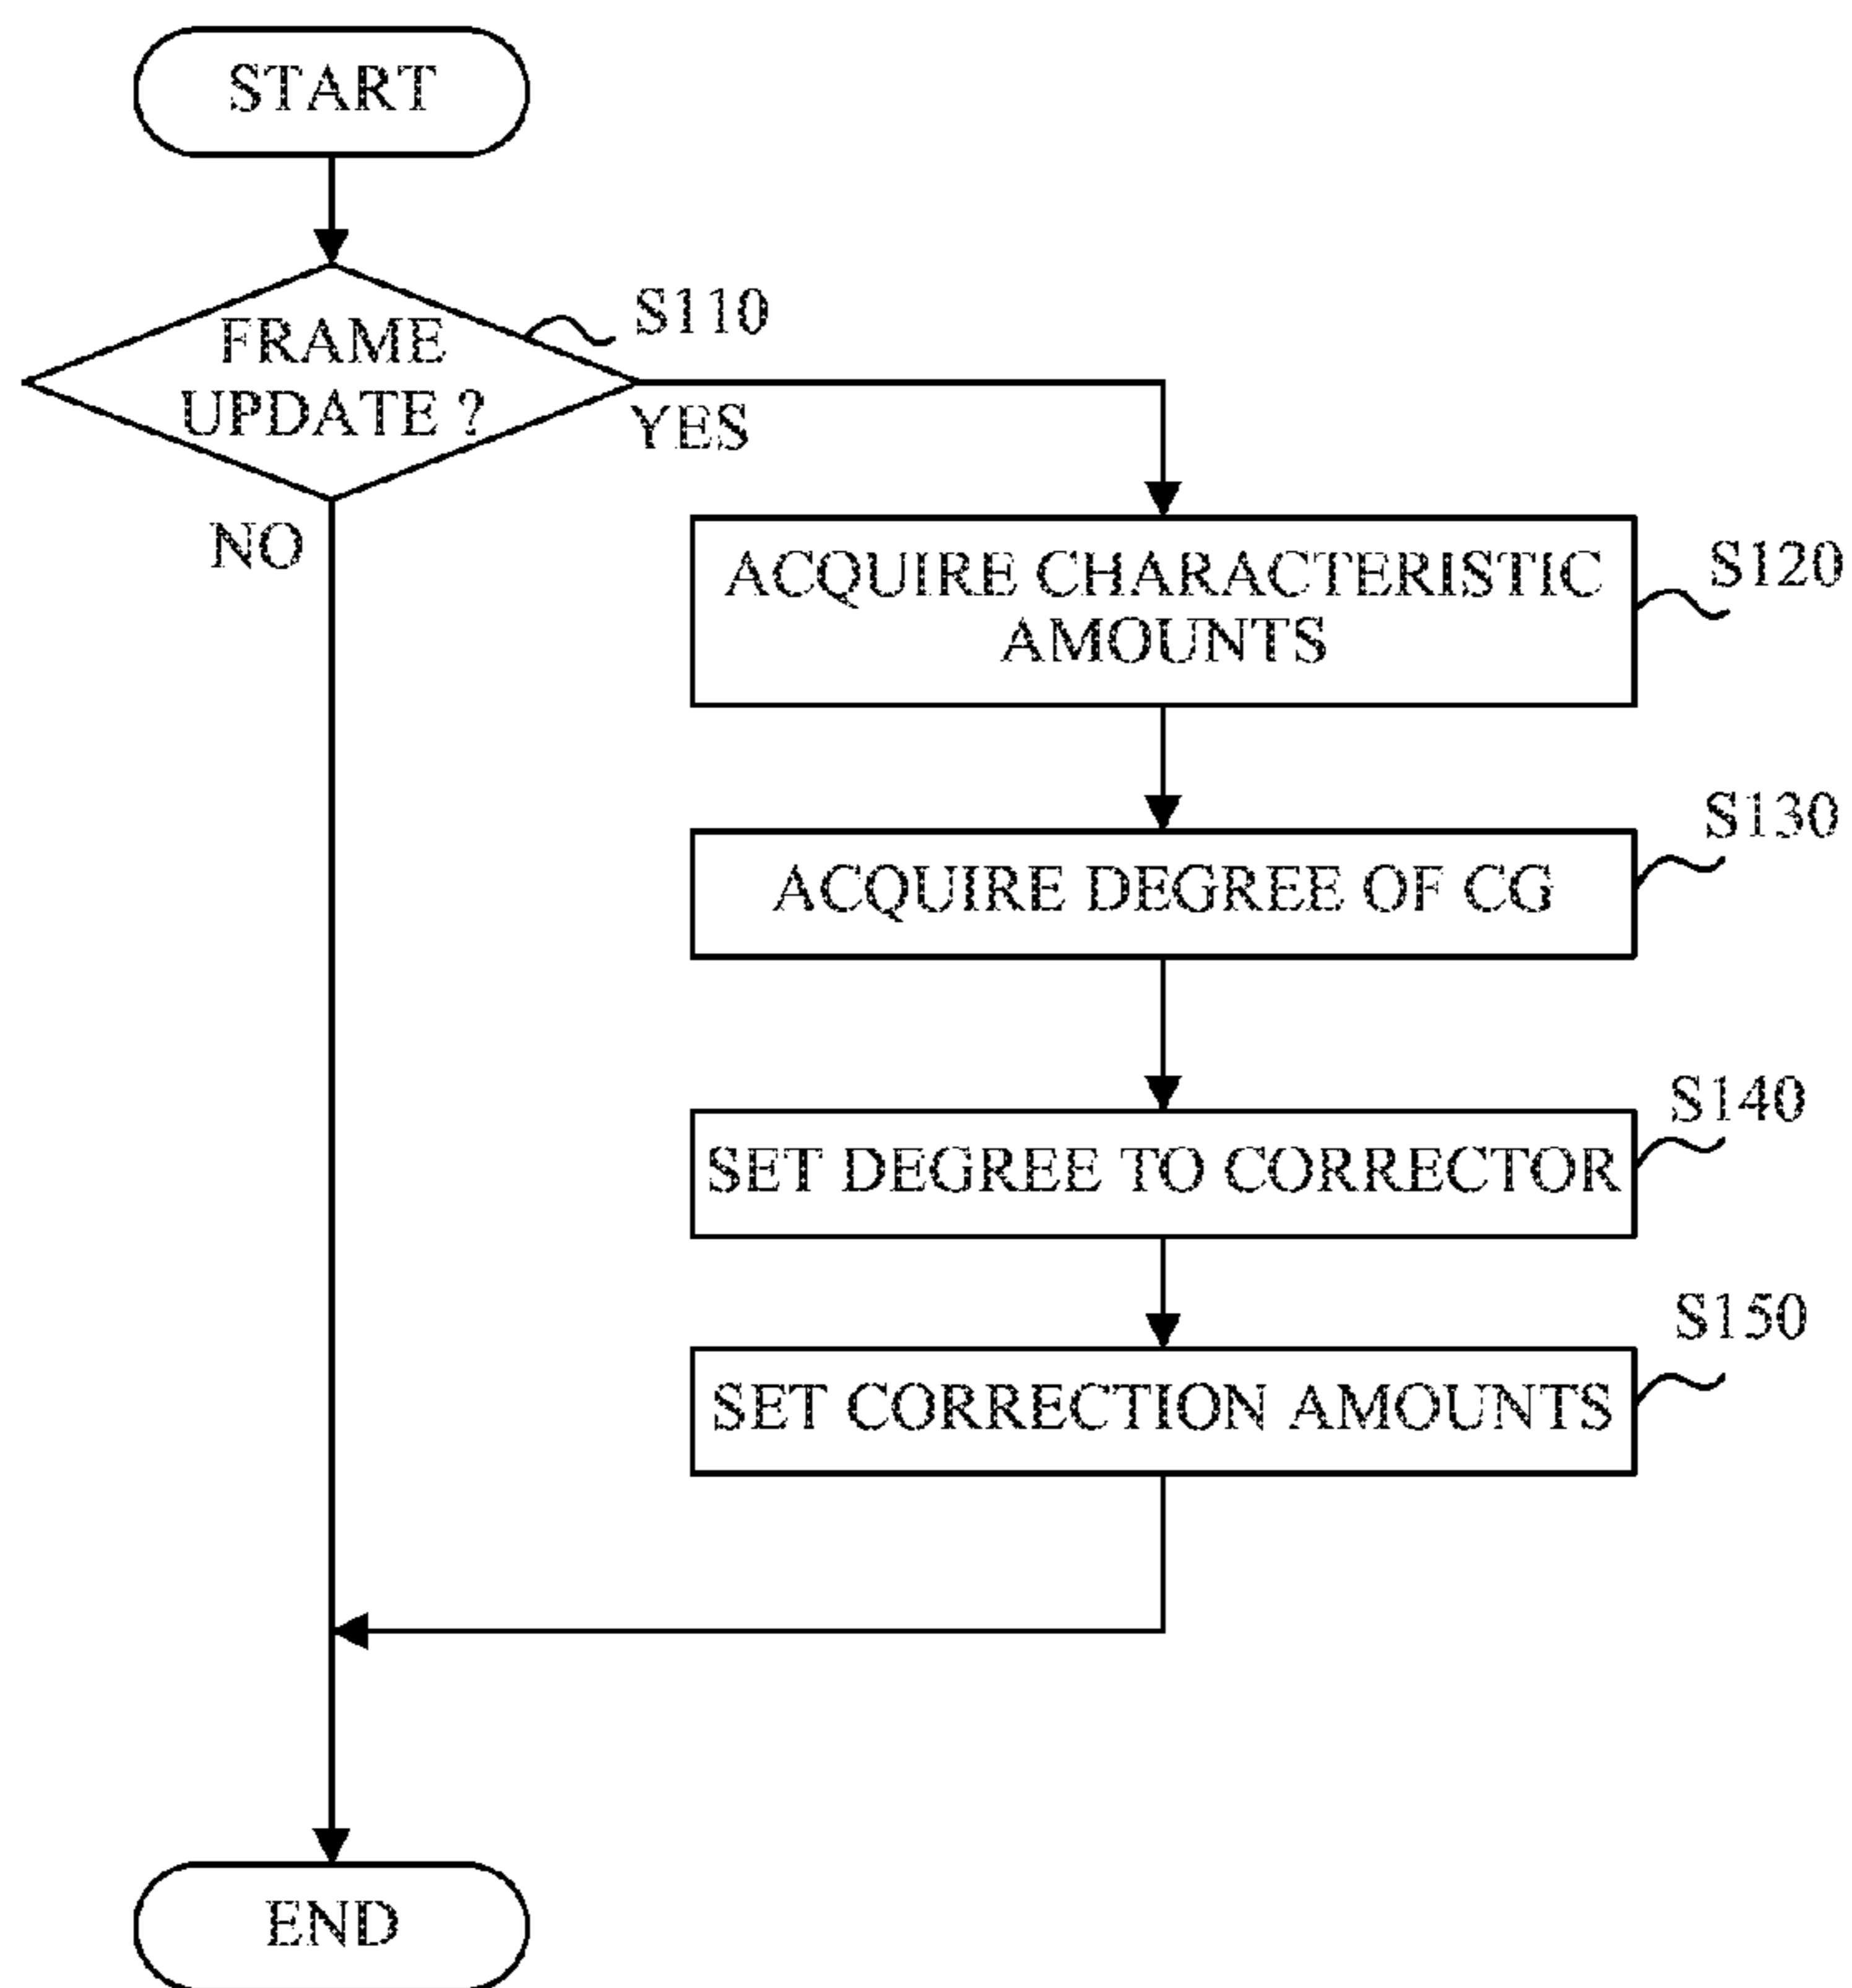 START
FRAME
UPDATE ?
S110
YES
NO
ACQUIRE CHARACTERISTIC
AMOUNTS
S120
ACQUIRE DEGREE OF CG
S130
SET DEGREE TO CORRECTOR
S140
SET CORRECTION AMOUNTS
S150
END